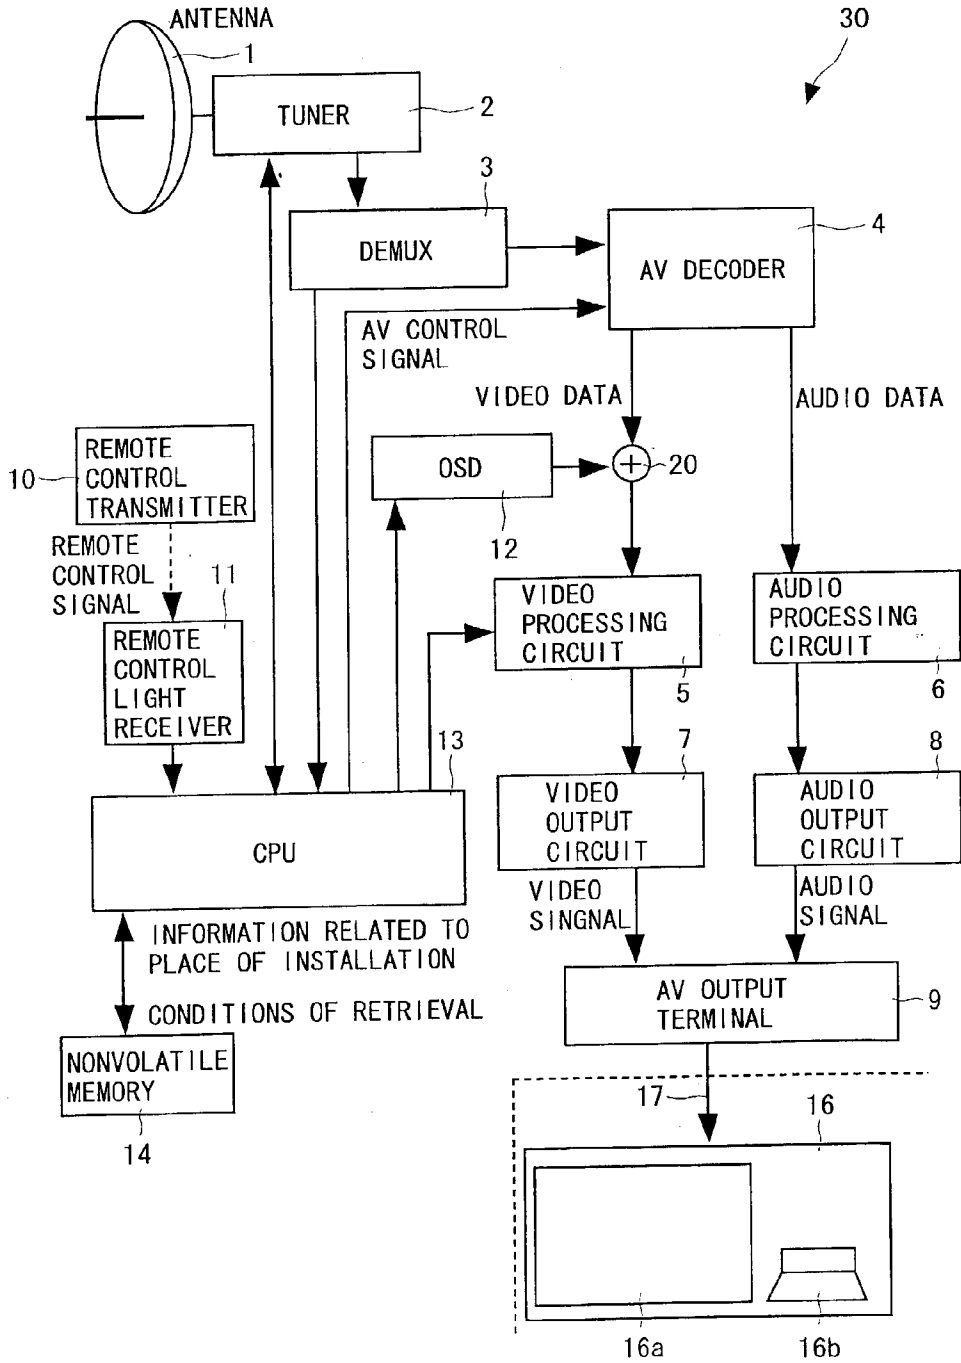 ANTENNA
1
30
TUNER
2
3
DEMUX
4
AV DECODER
AV CONTROL
SIGNAL
VIDEO DATA
AUDIO DATA
10
REMOTE
CONTROL
TRANSMITTER
OSD
20
12
REMOTE
CONTROL
SIGNAL
11
REMOTE
CONTROL
LIGHT
RECEIVER
VIDEO
PROCESSING
CIRCUIT
5
AUDIO
PROCESSING
CIRCUIT
6
13
CPU
7
VIDEO
OUTPUT
CIRCUIT
8
AUDIO
OUTPUT
CIRCUIT
VIDEO
SINGNAL
AUDIO
SIGNAL
INFORMATION RELATED TO
PLACE OF INSTALLATION
CONDITIONS OF RETRIEVAL
AV OUTPUT
TERMINAL
9
NONVOLATILE
MEMORY
14
17
16
16a
16b